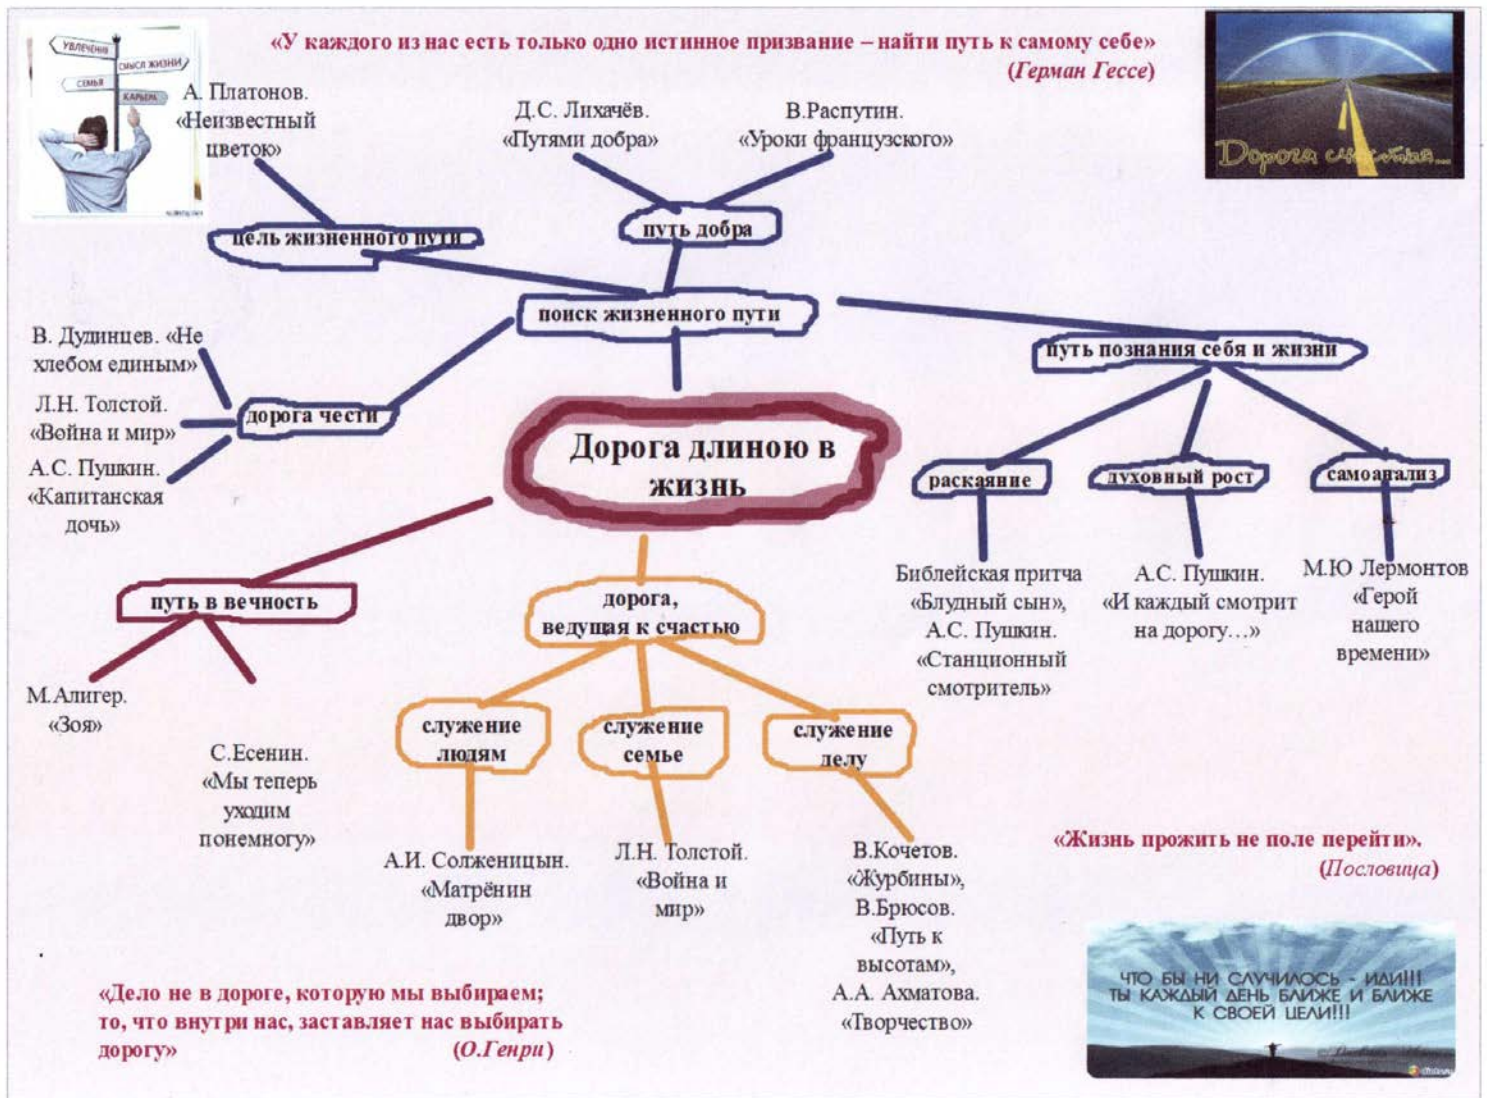 УВЛЕЧЕНИЯ
СМЫСЛ ЖИЗНИ
СЕМЬЯ
КАРЬЕРА
«У каждого из нас есть только одно истинное призвание – найти путь к самому себе»
(Герман Гессе)
Дорога счастья...
А. Платонов.
«Неизвестный
цветок»
Д.С. Лихачёв.
«Путями добра»
В.Распутин.
«Уроки французского»
цель жизненного пути
путь добра
поиск жизненного пути
путь познания себя и жизни
В. Дудинцев. «Не
хлебом единым»
Л.Н. Толстой.
«Война и мир»
А.С. Пушкин.
«Капитанская
дочь»
дорога чести
Дорога длиною в
жизнь
раскаяние
духовный рост
самоанализ
Библейская притча
«Блудный сын»,
А.С. Пушкин.
«Станционный
смотритель»
А.С. Пушкин.
«И каждый смотрит
на дорогу…»
М.Ю Лермонтов
«Герой
нашего
времени»
путь в вечность
М.Алигер.
«Зоя»
С.Есенин.
«Мы теперь
уходим
понемногу»
дорога,
ведущая к счастью
служение
людям
служение
семье
служение
делу
А.И. Солженицын.
«Матрёнин
двор»
Л.Н. Толстой.
«Война и
мир»
В.Кочетов.
«Журбины»,
В.Брюсов.
«Путь к
высотам»,
А.А. Ахматова.
«Творчество»
«Жизнь прожить не поле перейти».
(Пословица)
«Дело не в дороге, которую мы выбираем;
то, что внутри нас, заставляет нас выбирать
дорогу» (О.Генри)
ЧТО БЫ НИ СЛУЧИЛОСЬ - ИДИ!!!
ТЫ КАЖДЫЙ ДЕНЬ БЛИЖЕ И БЛИЖЕ
К СВОЕЙ ЦЕЛИ!!!